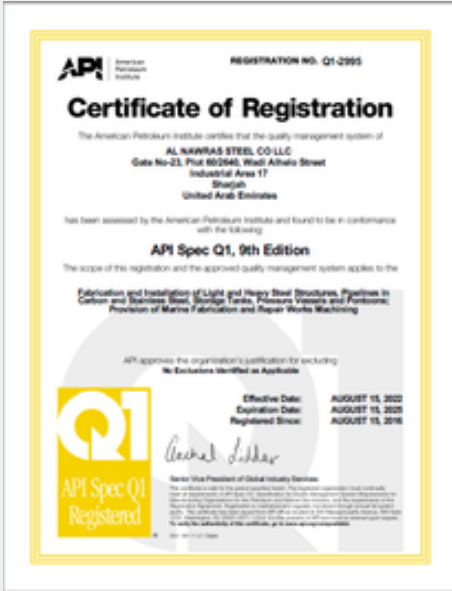 API
American
Petroleum
Institute
REGISTRATION NO. Q1-2995
Certificate of Registration
The American Petroleum Institute certifies that the quality management system of
AL NAWRAS STEEL CO LLC
Gate No-23, Plot 60/2640, Wadi Alhelo Street
Industrial Area 17
Sharjah
United Arab Emirates
has been assessed by the American Petroleum Institute and found to be in conformance
with the following:
API Spec Q1, 9th Edition
The scope of this registration and the approved quality management system applies to the
Fabrication and Installation of Light and Heavy Steel Structures, Pipelines in
Carbon and Stainless Steel, Storage Tanks, Pressure Vessels and Pontoons;
Provision of Marine Fabrication and Repair Works Machining
API approves the organization's justification for excluding
No Exclusions Identified as Applicable
Effective Date: AUGUST 15, 2022
Expiration Date: AUGUST 15, 2025
Registered Since: AUGUST 15, 2016
Q1
API Spec Q1
Registered
Senior Vice President of Global Industry Services